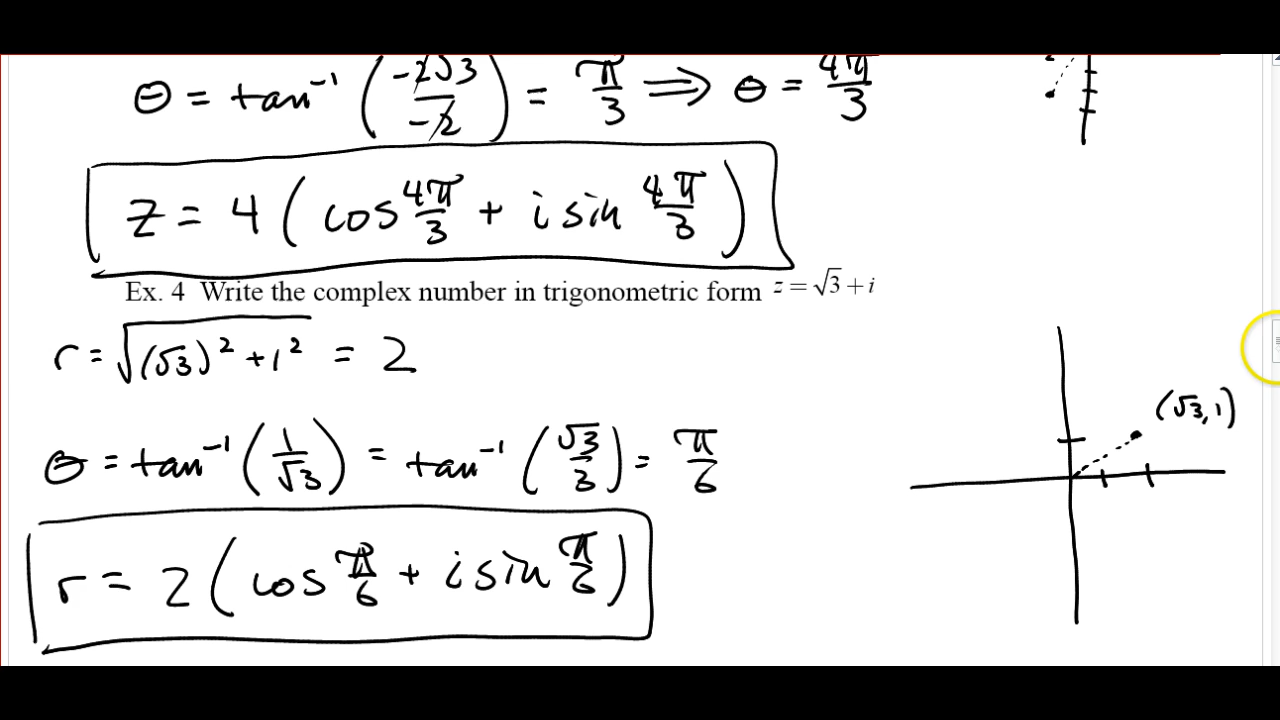 θ = tan⁻¹ (-2√3 / -2) = π/3 ⟹ θ = 4π/3
z = 4 ( cos 4π/3 + i sin 4π/3 )
Ex. 4 Write the complex number in trigonometric form z = √3 + i
r = √((√3)² + 1²) = 2
(√3, 1)
θ = tan⁻¹ (1/√3) = tan⁻¹ (√3/3) = π/6
r = 2 ( cos π/6 + i sin π/6 )